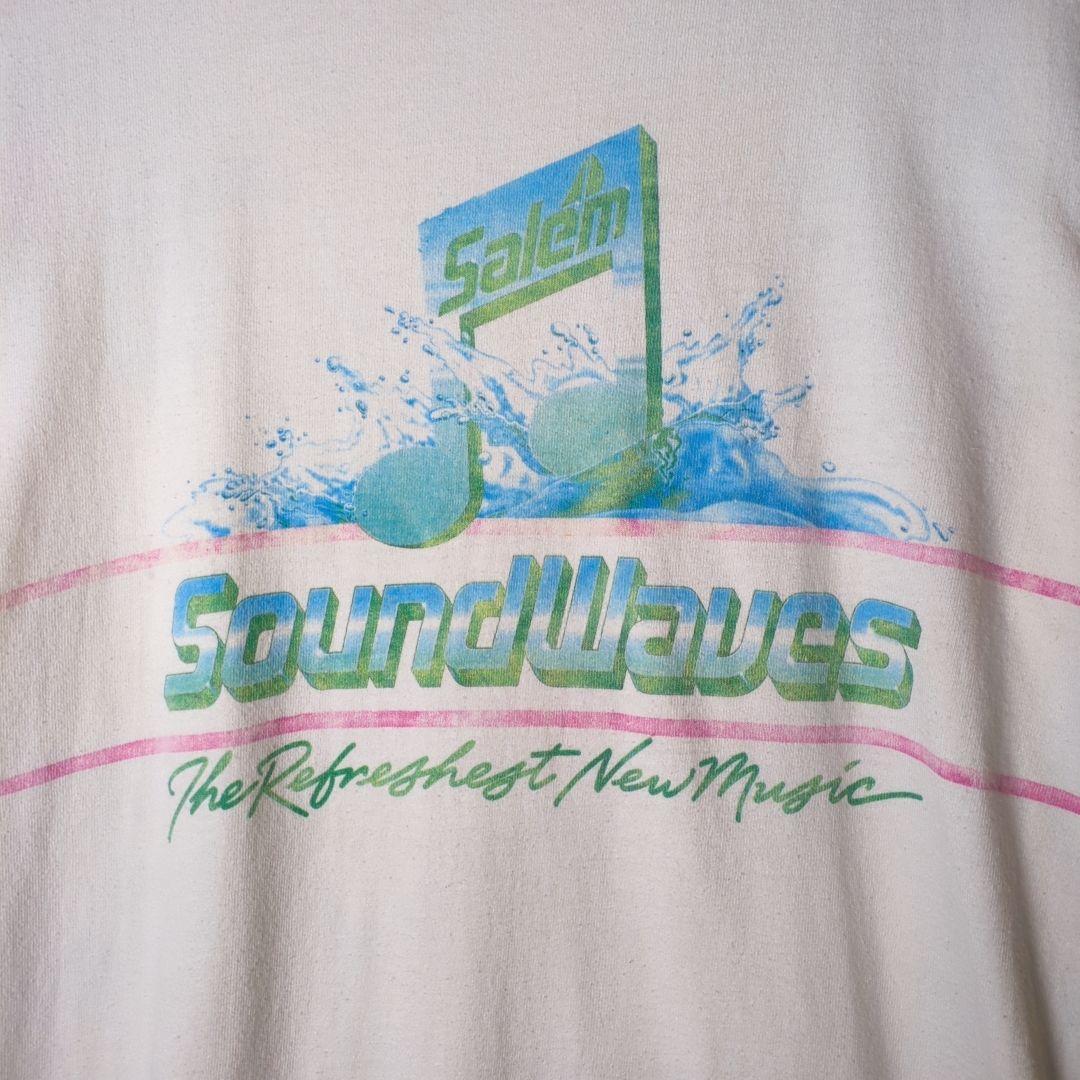 Salem
SoundWaves
The Refreshest New Music